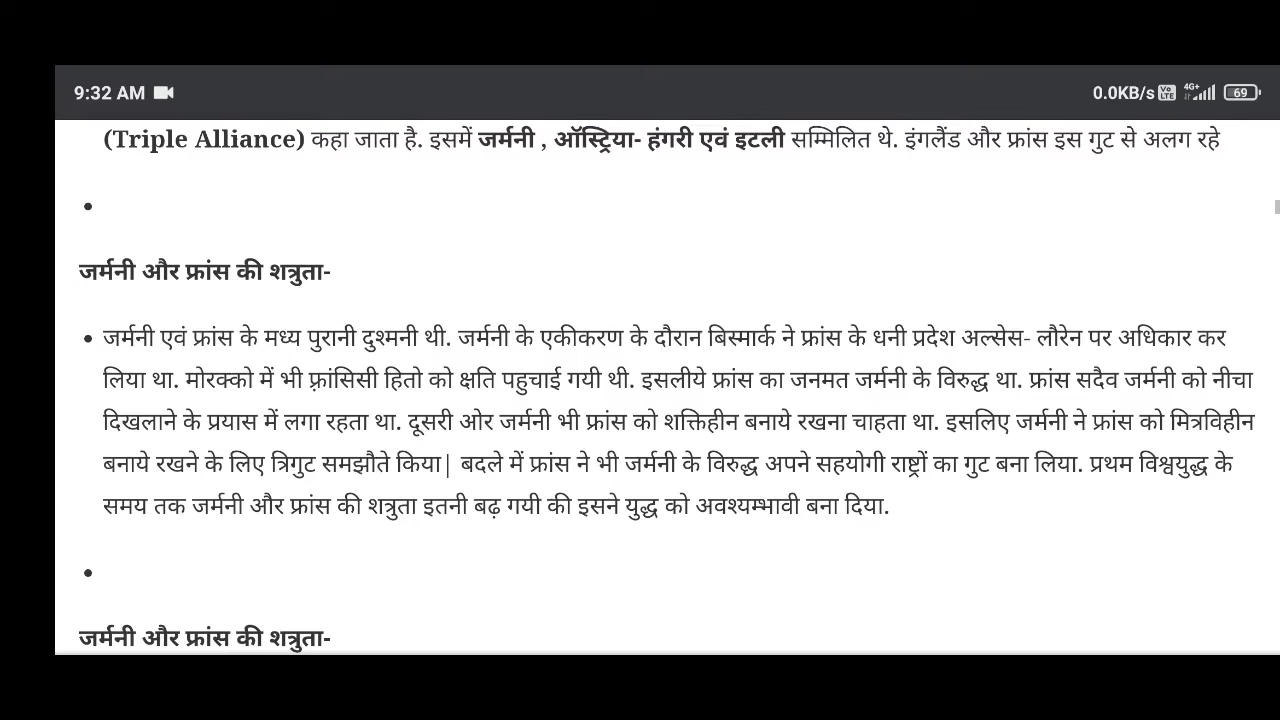 9:32 AM 0.0KB/s Vo LTE 4G+ 69
(Triple Alliance) कहा जाता है. इसमें जर्मनी , ऑस्ट्रिया- हंगरी एवं इटली सम्मिलित थे. इंगलैंड और फ्रांस इस गुट से अलग रहे
•
जर्मनी और फ्रांस की शत्रुता-
• जर्मनी एवं फ्रांस के मध्य पुरानी दुश्मनी थी. जर्मनी के एकीकरण के दौरान बिस्मार्क ने फ्रांस के धनी प्रदेश अल्सेस- लौरेन पर अधिकार कर
लिया था. मोरक्को में भी फ़्रांसिसी हितो को क्षति पहुचाई गयी थी. इसलीये फ्रांस का जनमत जर्मनी के विरुद्ध था. फ्रांस सदैव जर्मनी को नीचा
दिखलाने के प्रयास में लगा रहता था. दूसरी ओर जर्मनी भी फ्रांस को शक्तिहीन बनाये रखना चाहता था. इसलिए जर्मनी ने फ्रांस को मित्रविहीन
बनाये रखने के लिए त्रिगुट समझौते किया| बदले में फ्रांस ने भी जर्मनी के विरुद्ध अपने सहयोगी राष्ट्रों का गुट बना लिया. प्रथम विश्वयुद्ध के
समय तक जर्मनी और फ्रांस की शत्रुता इतनी बढ़ गयी की इसने युद्ध को अवश्यम्भावी बना दिया.
•
जर्मनी और फ्रांस की शत्रुता-